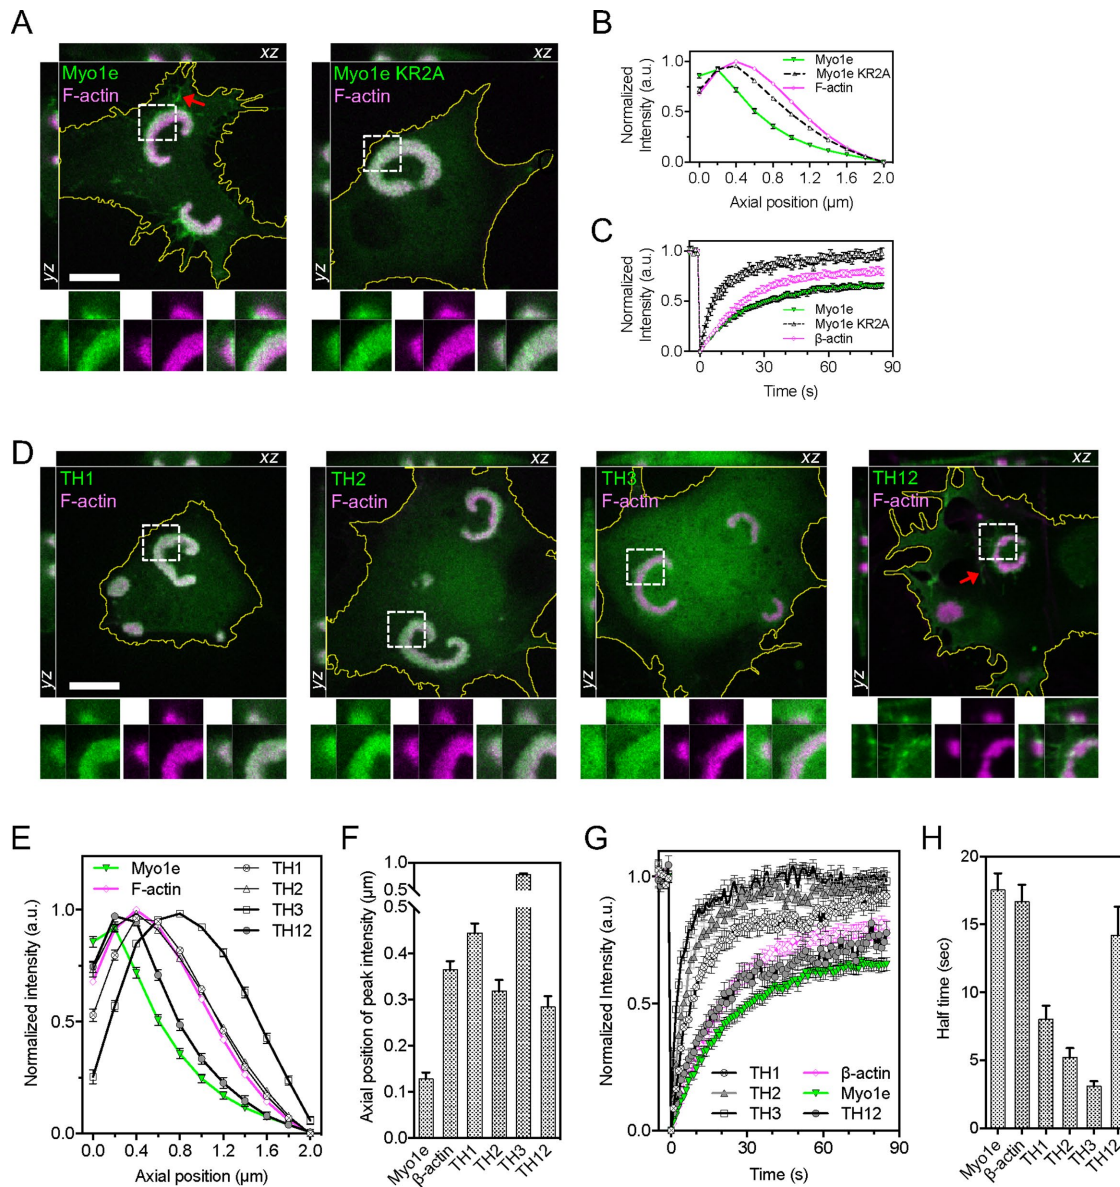 A
xz
Myo1e
F-actin
yz
xz
Myo1e KR2A
F-actin
yz
B
Normalized
Intensity (a.u.)
1.0
0.5
0.0
Myo1e
Myo1e KR2A
F-actin
0.0 0.4 0.8 1.2 1.6 2.0
Axial position (µm)
C
Normalized
Intensity (a.u.)
1.0
0.5
0.0
Myo1e
Myo1e KR2A
β-actin
0 30 60 90
Time (s)
D
xz
TH1
F-actin
yz
xz
TH2
F-actin
yz
xz
TH3
F-actin
yz
xz
TH12
F-actin
yz
E
Normalized intensity (a.u.)
1.0
0.5
0.0
Myo1e
F-actin
TH1
TH2
TH3
TH12
0.0 0.4 0.8 1.2 1.6 2.0
Axial position (µm)
F
Axial position of peak intensity (µm)
1.0
0.5
0.5
0.4
0.3
0.2
0.1
0.0
Myo1e
β-actin
TH1
TH2
TH3
TH12
G
Normalized intensity (a.u.)
1.0
0.5
0.0
TH1
TH2
TH3
β-actin
Myo1e
TH12
0 30 60 90
Time (s)
H
Half time (sec)
20
15
10
5
0
Myo1e
β-actin
TH1
TH2
TH3
TH12